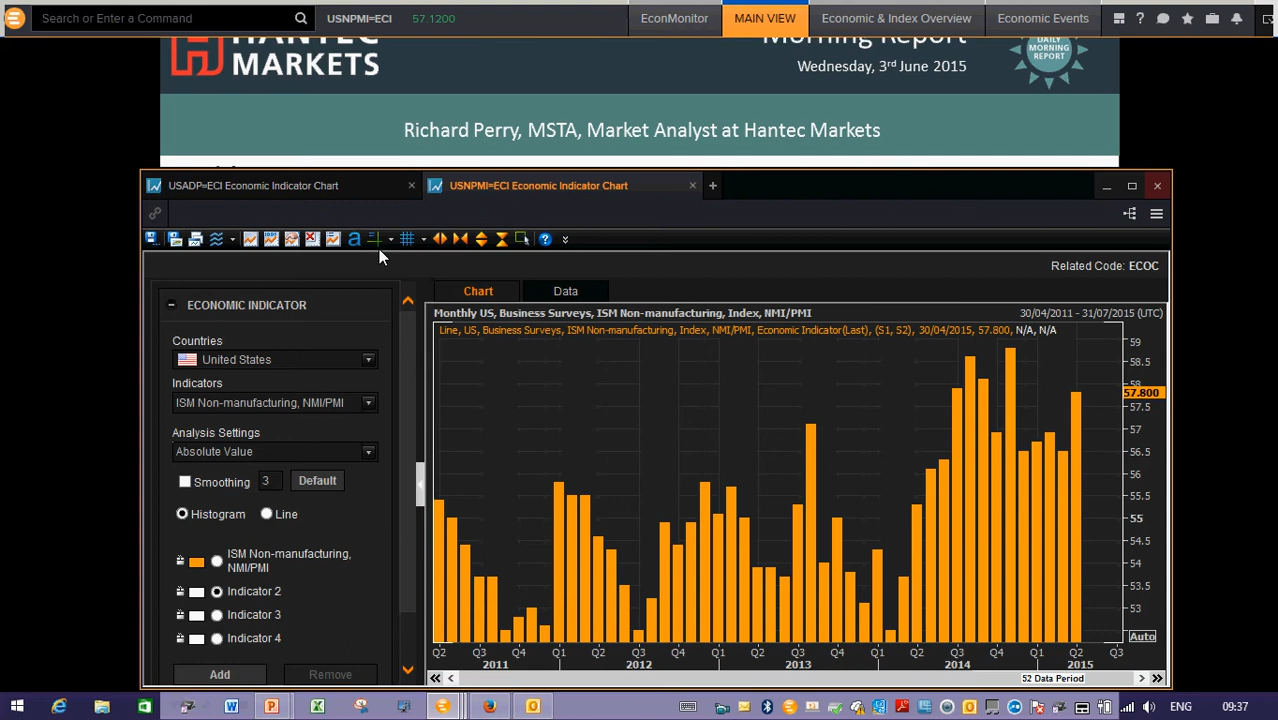 Search or Enter a Command
USNPMI=ECI 57.1200
EconMonitor MAIN VIEW Economic & Index Overview Economic Events
HANTEC
MARKETS
Morning Report
Wednesday, 3rd June 2015
DAILY
MORNING
REPORT
Richard Perry, MSTA, Market Analyst at Hantec Markets
USADP=ECI Economic Indicator Chart
USNPMI=ECI Economic Indicator Chart
Related Code: ECOC
ECONOMIC INDICATOR
Countries
United States
Indicators
ISM Non-manufacturing, NMI/PMI
Analysis Settings
Absolute Value
Smoothing 3 Default
Histogram Line
ISM Non-manufacturing,
NMI/PMI
Indicator 2
Indicator 3
Indicator 4
Add Remove
Chart Data
Monthly US, Business Surveys, ISM Non-manufacturing, Index, NMI/PMI 30/04/2011 - 31/07/2015 (UTC)
Line, US, Business Surveys, ISM Non-manufacturing, Index, NMI/PMI, Economic Indicator(Last), (S1, S2), 30/04/2015, 57.800, N/A, N/A
59
58.5
58
57.800
57.5
57
56.5
56
55.5
55
54.5
54
53.5
53
Auto
Q2 Q3 Q1 Q2 Q3 Q4 Q1 Q2 Q3 Q4 Q1 Q2 Q3 Q4 Q1 Q2 Q3
2011 2012 2013 2014 2015
52 Data Period
ENG 09:37